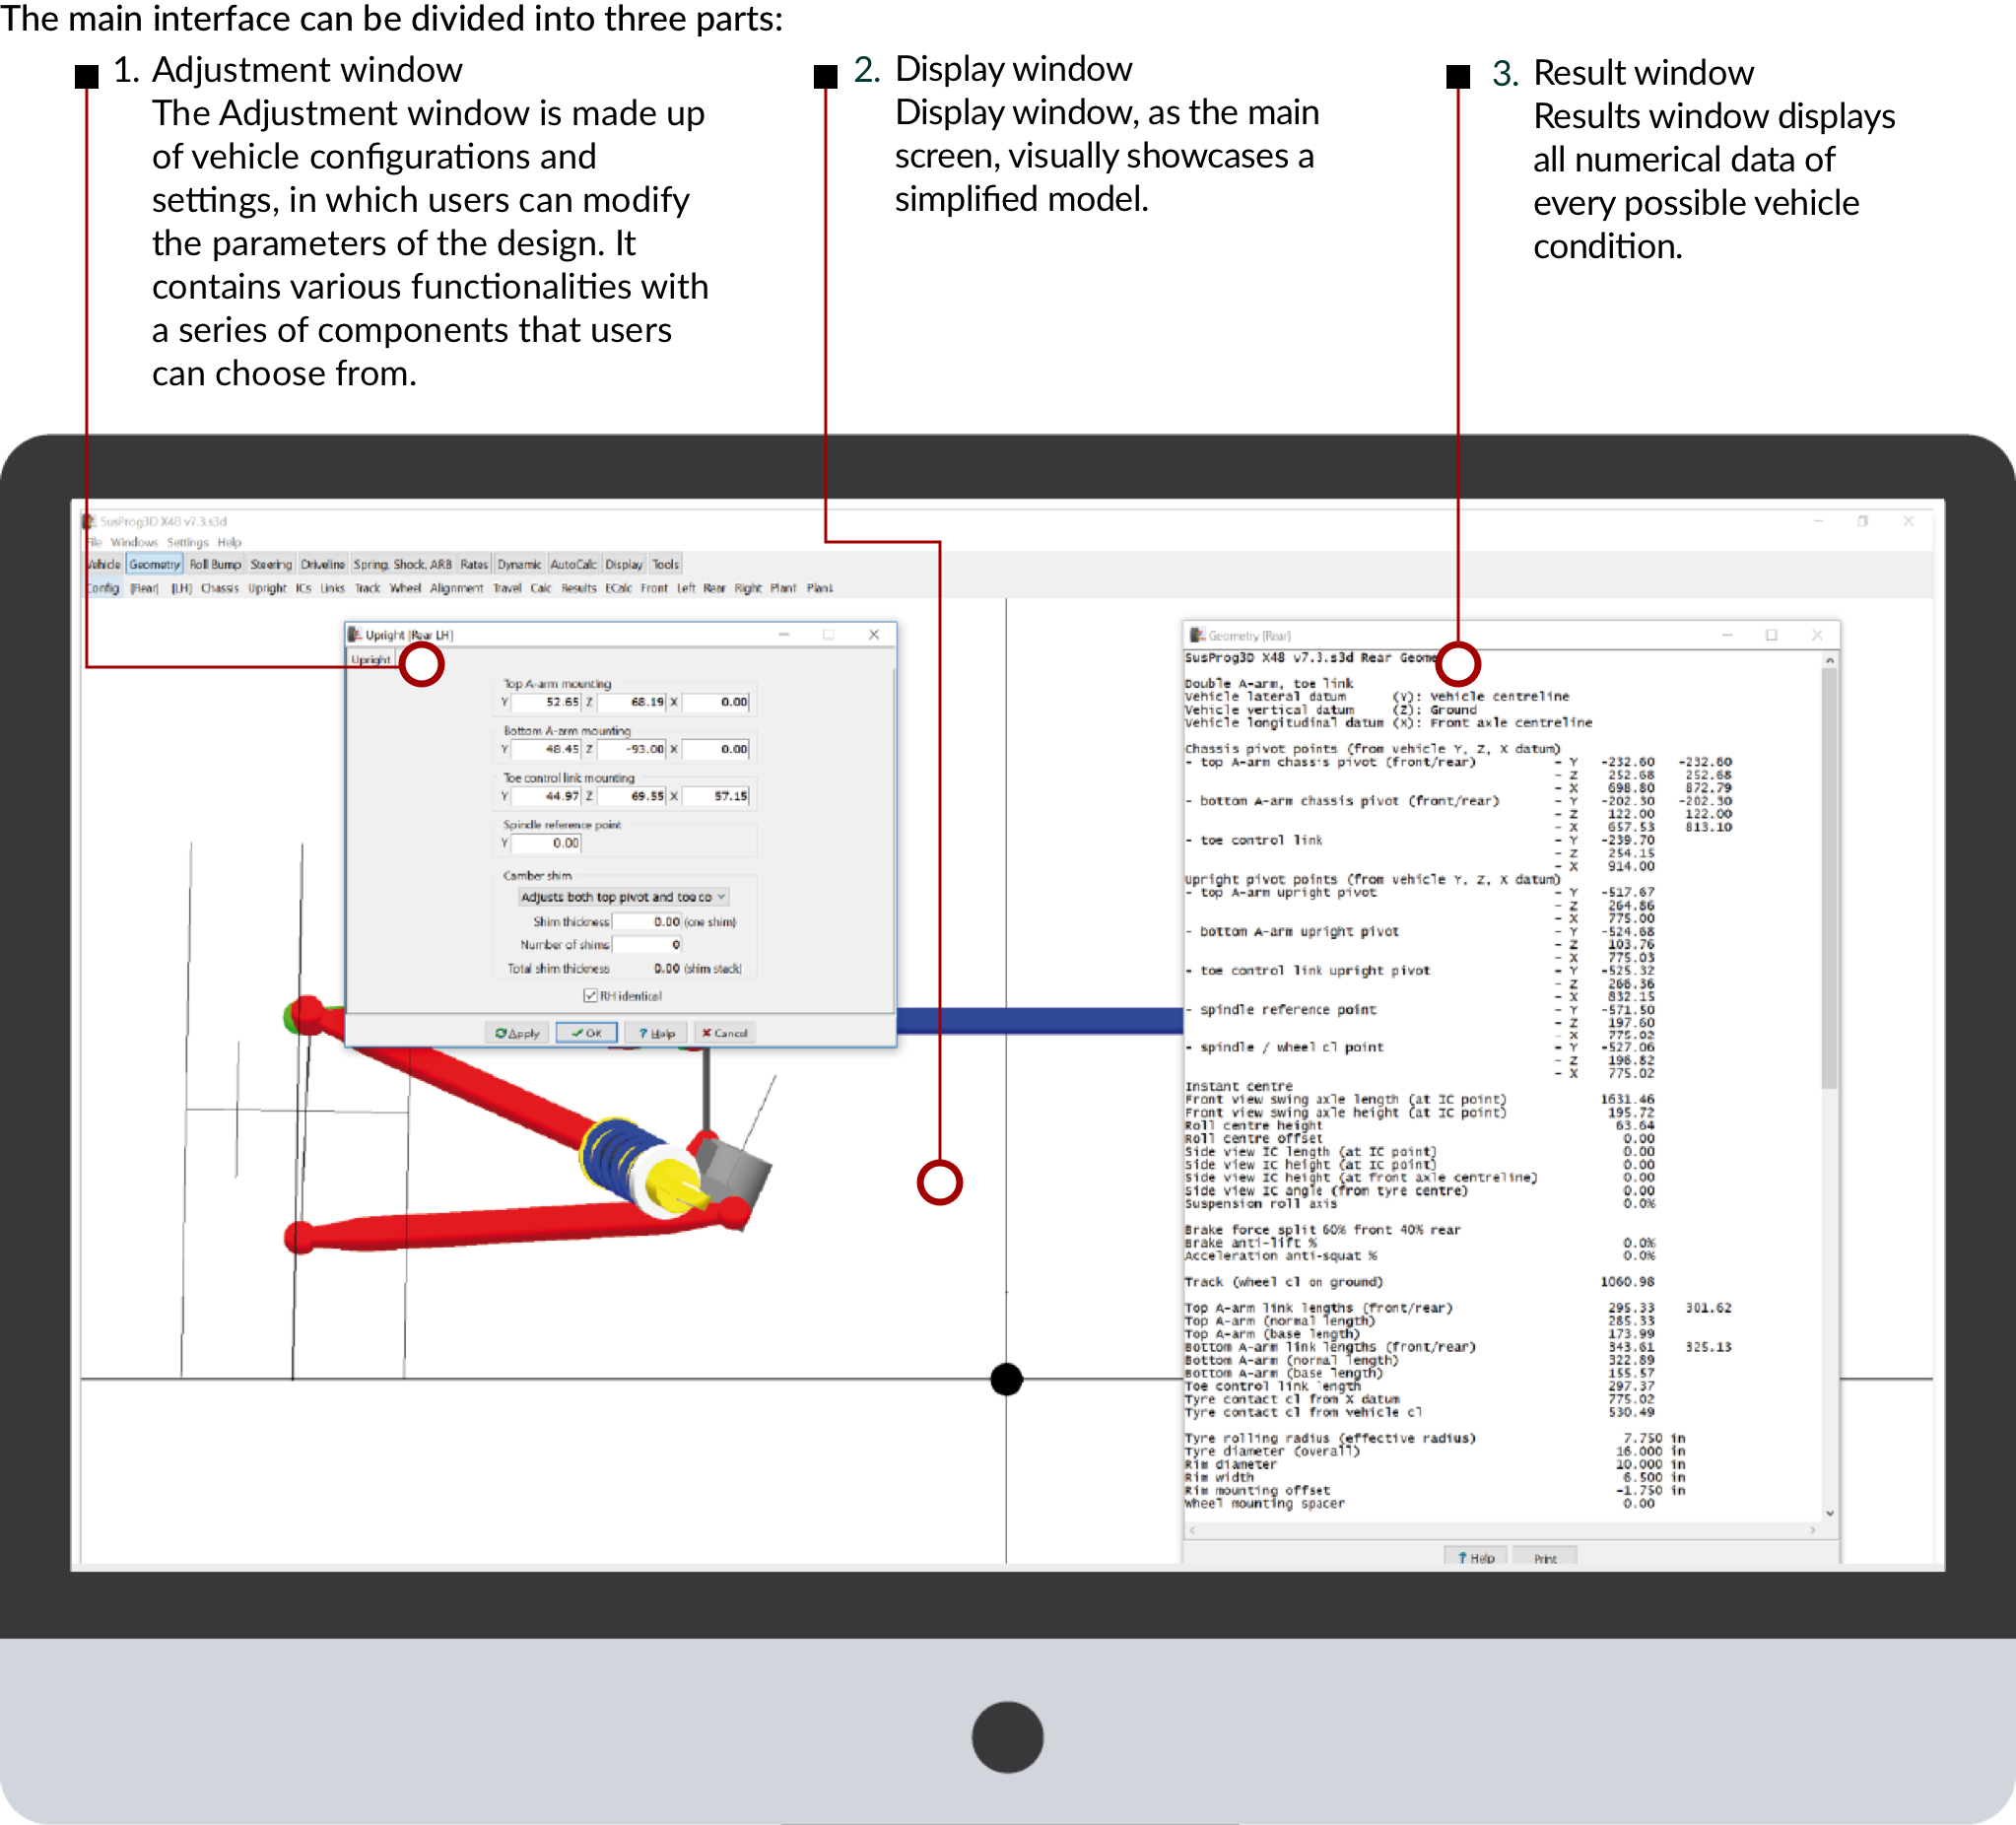 The main interface can be divided into three parts:
1. Adjustment window
The Adjustment window is made up
of vehicle configurations and
settings, in which users can modify
the parameters of the design. It
contains various functionalities with
a series of components that users
can choose from.
2. Display window
Display window, as the main
screen, visually showcases a
simplified model.
3. Result window
Results window displays
all numerical data of
every possible vehicle
condition.
SusProg3D X48 v7.3.s3d
File Windows Settings Help
Vehicle Geometry Roll Bump Steering Driveline Spring, Shock, ARB Rates Dynamic AutoCalc Display Tools
Config [Rear] [LH] Chassis Upright ICs Links Track Wheel Alignment Travel Calc Results ECalc Front Left Rear Right Plan↑ Plan↓
Upright [Rear LH]
Upright
Top A-arm mounting
Y 52.65 Z 68.19 X 0.00
Bottom A-arm mounting
Y 48.45 Z -93.00 X 0.00
Toe control link mounting
Y 44.97 Z 69.55 X 57.15
Spindle reference point
Y 0.00
Camber shim
Adjusts both top pivot and toe co
Shim thickness 0.00 (one shim)
Number of shims 0
Total shim thickness 0.00 (shim stack)
RH identical
Apply OK ? Help Cancel
Geometry [Rear]
SusProg3D X48 v7.3.s3d Rear Geome
Double A-arm, toe link
Vehicle lateral datum (Y): Vehicle centreline
Vehicle vertical datum (Z): Ground
Vehicle longitudinal datum (X): Front axle centreline
Chassis pivot points (from vehicle Y, Z, X datum)
- top A-arm chassis pivot (front/rear) - Y -232.60 -232.60
- Z 252.68 252.68
- X 698.80 872.79
- bottom A-arm chassis pivot (front/rear) - Y -202.30 -202.30
- Z 122.00 122.00
- X 657.53 813.10
- toe control link - Y -239.70
- Z 254.15
- X 914.00
Upright pivot points (from vehicle Y, Z, X datum)
- top A-arm upright pivot - Y -517.67
- Z 264.86
- X 775.00
- bottom A-arm upright pivot - Y -524.68
- Z 103.76
- X 775.03
- toe control link upright pivot - Y -525.32
- Z 266.36
- X 832.15
- spindle reference point - Y -571.50
- Z 197.60
- X 775.02
- spindle / wheel cl point - Y -527.06
- Z 196.82
- X 775.02
Instant centre
Front view swing axle length (at IC point) 1631.46
Front view swing axle height (at IC point) 195.72
Roll centre height 63.64
Roll centre offset 0.00
Side view IC length (at IC point) 0.00
Side view IC height (at IC point) 0.00
Side view IC height (at front axle centreline) 0.00
Side view IC angle (from tyre centre) 0.00
Suspension roll axis 0.0%
Brake force split 60% front 40% rear
Brake anti-lift % 0.0%
Acceleration anti-squat % 0.0%
Track (wheel cl on ground) 1060.98
Top A-arm link lengths (front/rear) 295.33 301.62
Top A-arm (normal length) 285.33
Top A-arm (base length) 173.99
Bottom A-arm link lengths (front/rear) 343.61 325.13
Bottom A-arm (normal length) 322.89
Bottom A-arm (base length) 155.57
Toe control link length 297.37
Tyre contact cl from X datum 775.02
Tyre contact cl from vehicle cl 530.49
Tyre rolling radius (effective radius) 7.750 in
Tyre diameter (overall) 16.000 in
Rim diameter 10.000 in
Rim width 6.500 in
Rim mounting offset -1.750 in
Wheel mounting spacer 0.00
? Help Print